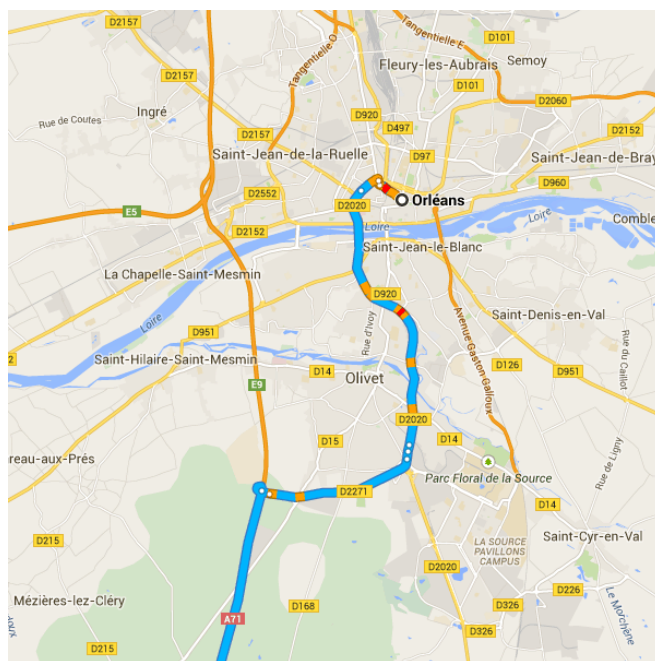 D2157
D920
Tangentielle O
Tangentielle E
D101
Semoy
Fleury-les-Aubrais
D2157
D101
D2060
Rue de Coutes
Ingré
D2157
D497
D2152
Saint-Jean-de-la-Ruelle
D97
Saint-Jean-de-Bray
D2552
D960
E5
D2020
Orléans
D2152
Loire
Loire
Comble
Saint-Jean-le-Blanc
La Chapelle-Saint-Mesmin
D920
Loire
D951
Rue d'Ivoy
Avenue Gaston Galloux
Saint-Denis-en-Val
Rue du Caillot
Saint-Hilaire-Saint-Mesmin
D14
D126
D951
E9
Olivet
D2020
D15
D14
reau-aux-Prés
Parc Floral de la Source
Rue de Ligny
D2271
D14
D215
LA SOURCE
PAVILLONS
CAMPUS
Saint-Cyr-en-Val
D2020
Mézières-lez-Cléry
D168
D226
A71
D326
D326
Le Morchène
D215